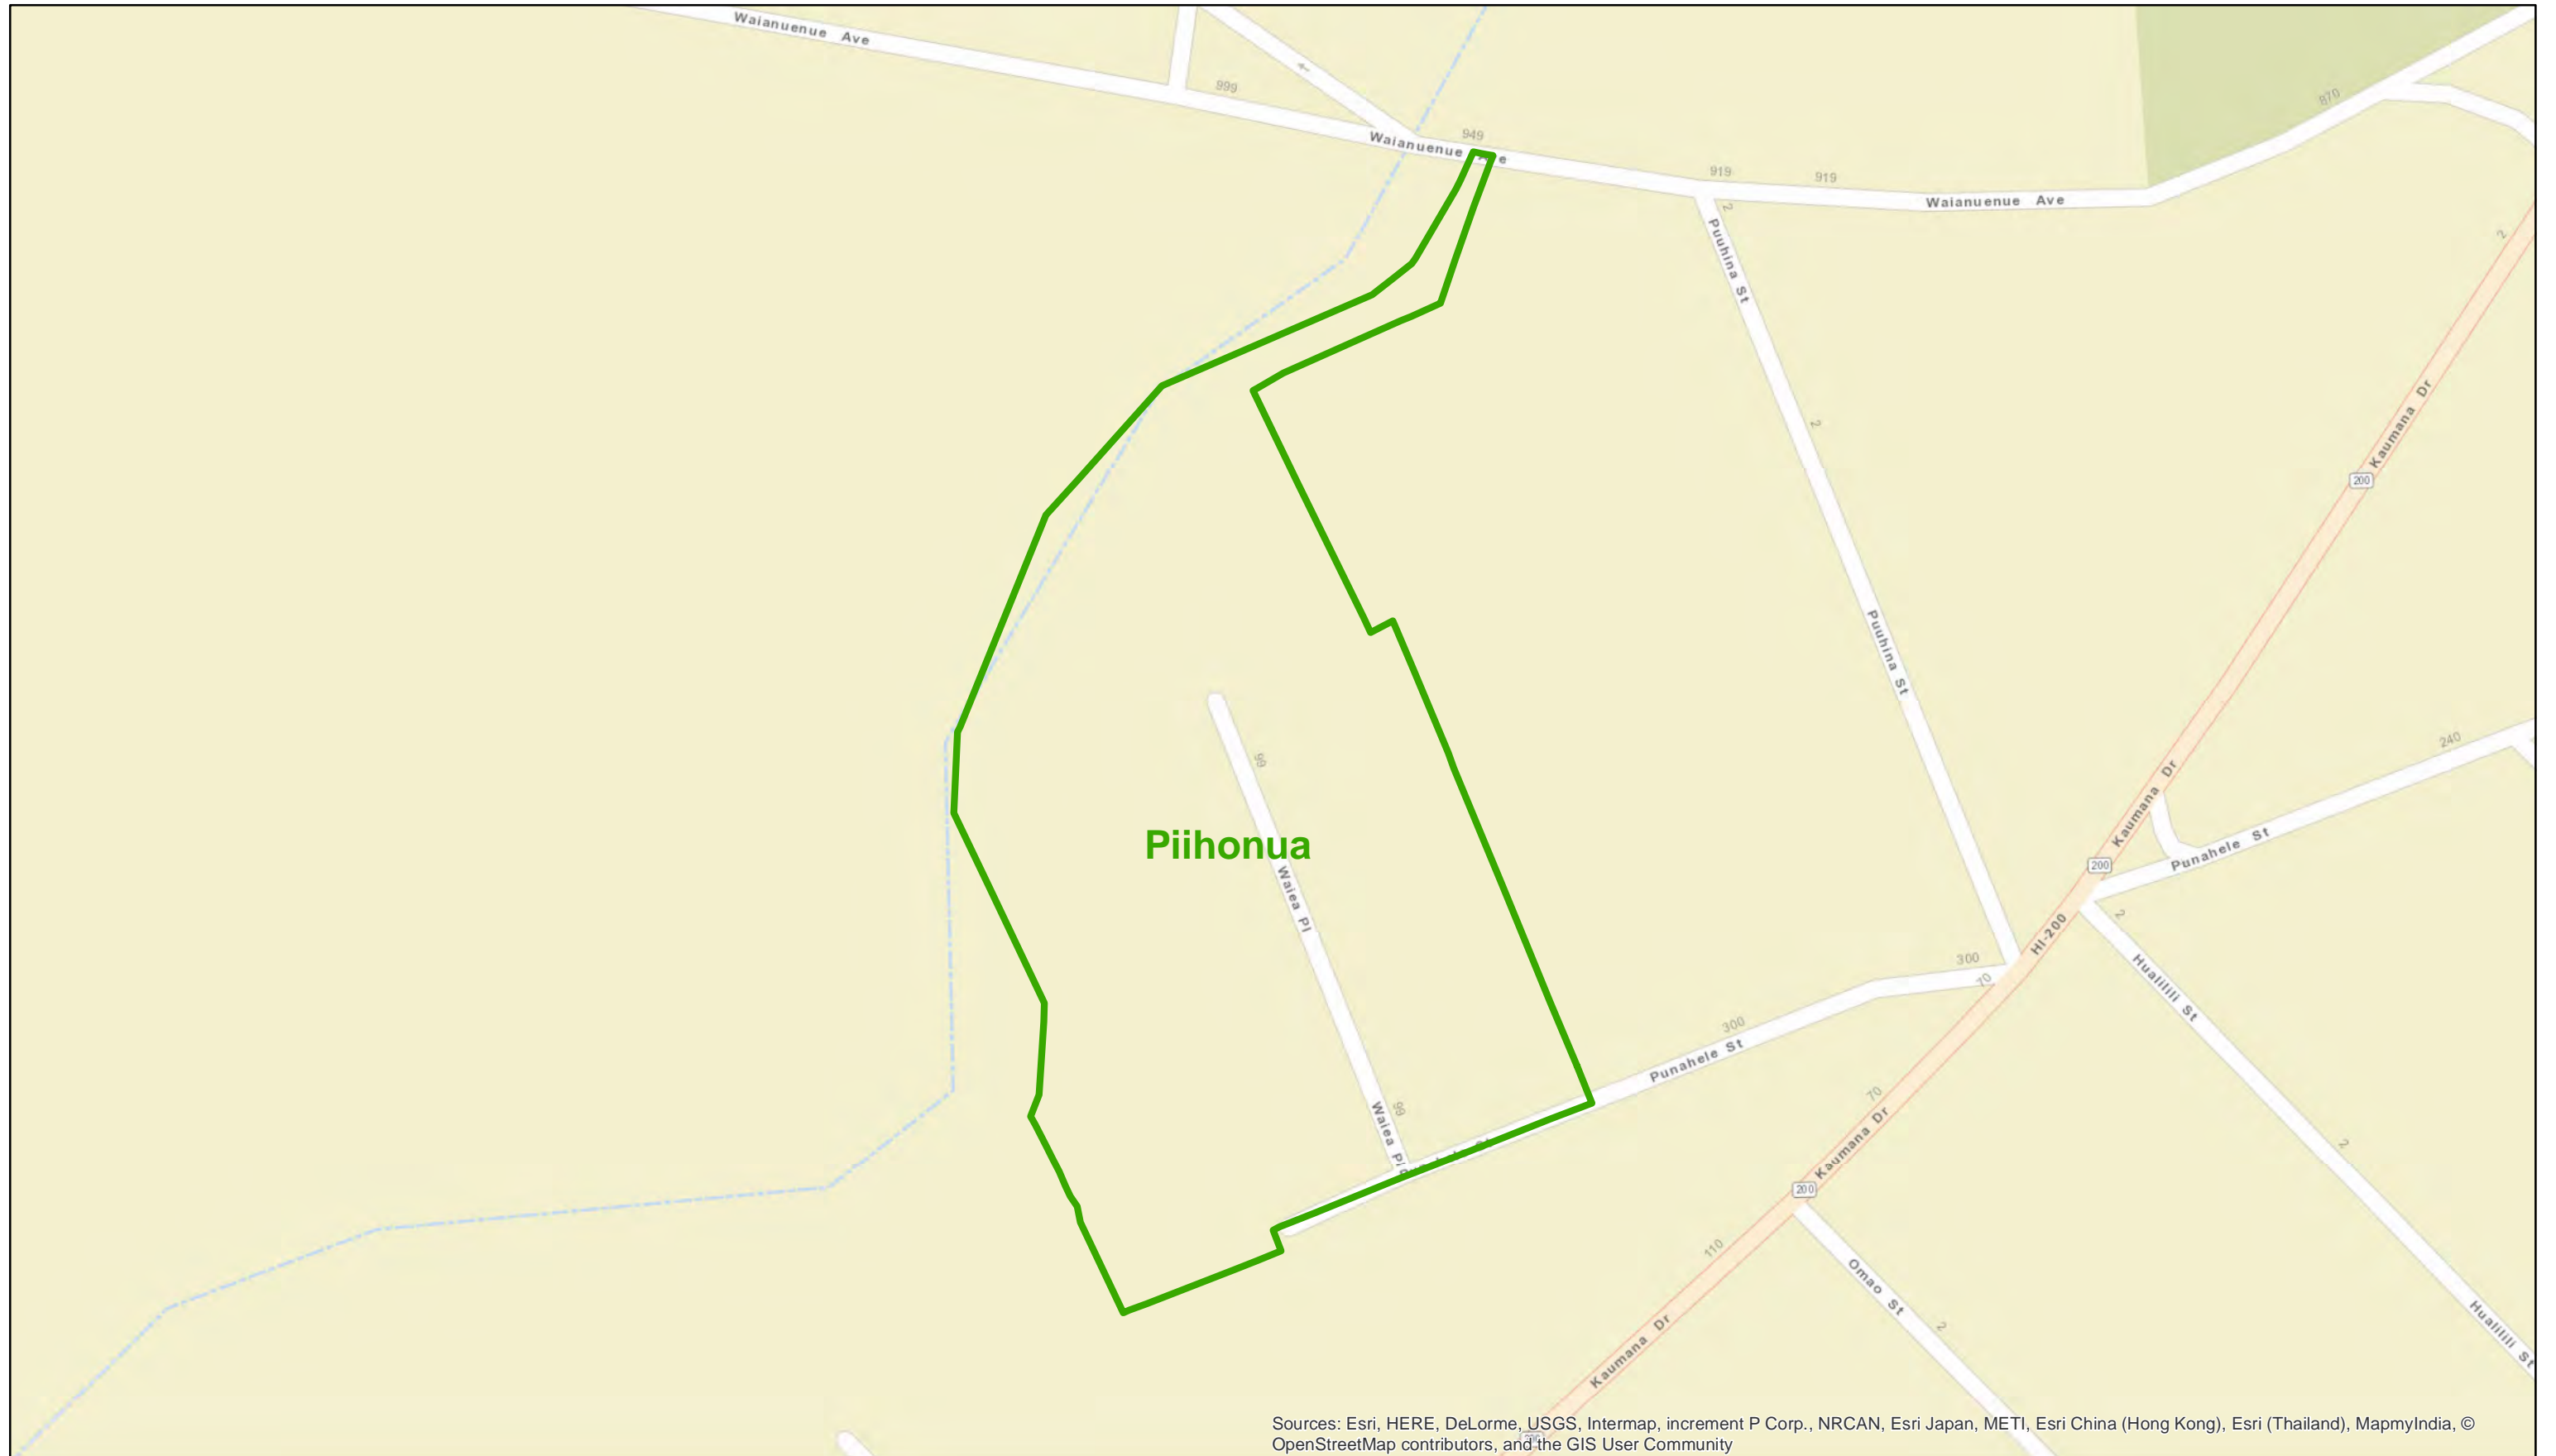 Waianuenue Ave
999
949
Waianuenue Ave
870
919
919
Waianuenue Ave
2
Puuhina St
2
2
Kaumana Dr
200
Puuhina St
99
240
Kaumana Dr
Piihonua
200
Punahele St
Waiea Pl
2
HI-200
300
70
Hualilili St
300
Punahele St
70
99
Waiea Pl
Kaumana Dr
2
200
110
Omao St
2
Kaumana Dr
Hualilili St
Sources: Esri, HERE, DeLorme, USGS, Intermap, increment P Corp., NRCAN, Esri Japan, METI, Esri China (Hong Kong), Esri (Thailand), MapmyIndia, ©
OpenStreetMap contributors, and the GIS User Community